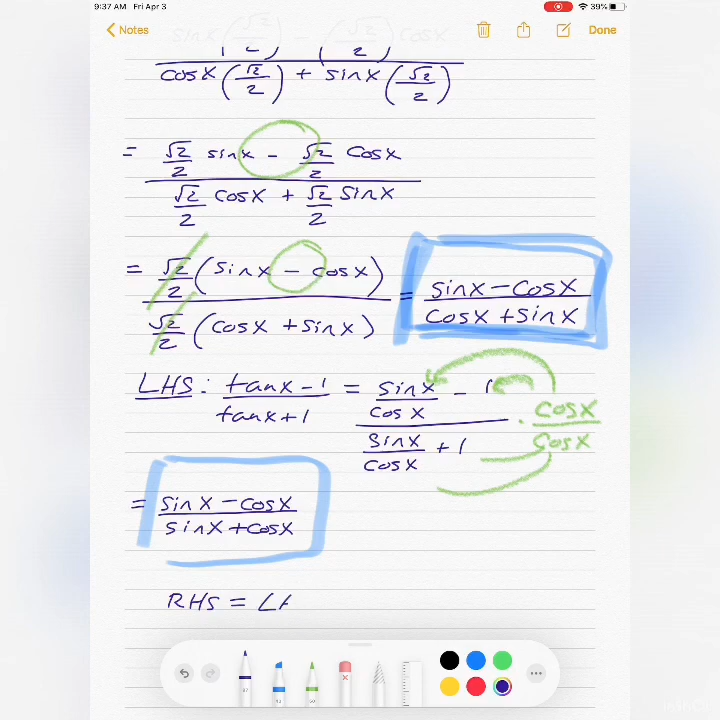 9:37 AM Fri Apr 3
39%
Notes
Done
cosx (√2/2) + sinx (√2/2)
= √2/2 sinx − √2/2 cosx
√2/2 cosx + √2/2 sinx
= √2/2 (sinx − cosx) = sinx − cosx
√2/2 (cosx + sinx) cosx + sinx
LHS: tanx − 1 = sinx/cosx − 1 · cosx
tanx + 1 sinx/cosx + 1 cosx
= sinx − cosx
sinx + cosx
RHS = LH
97